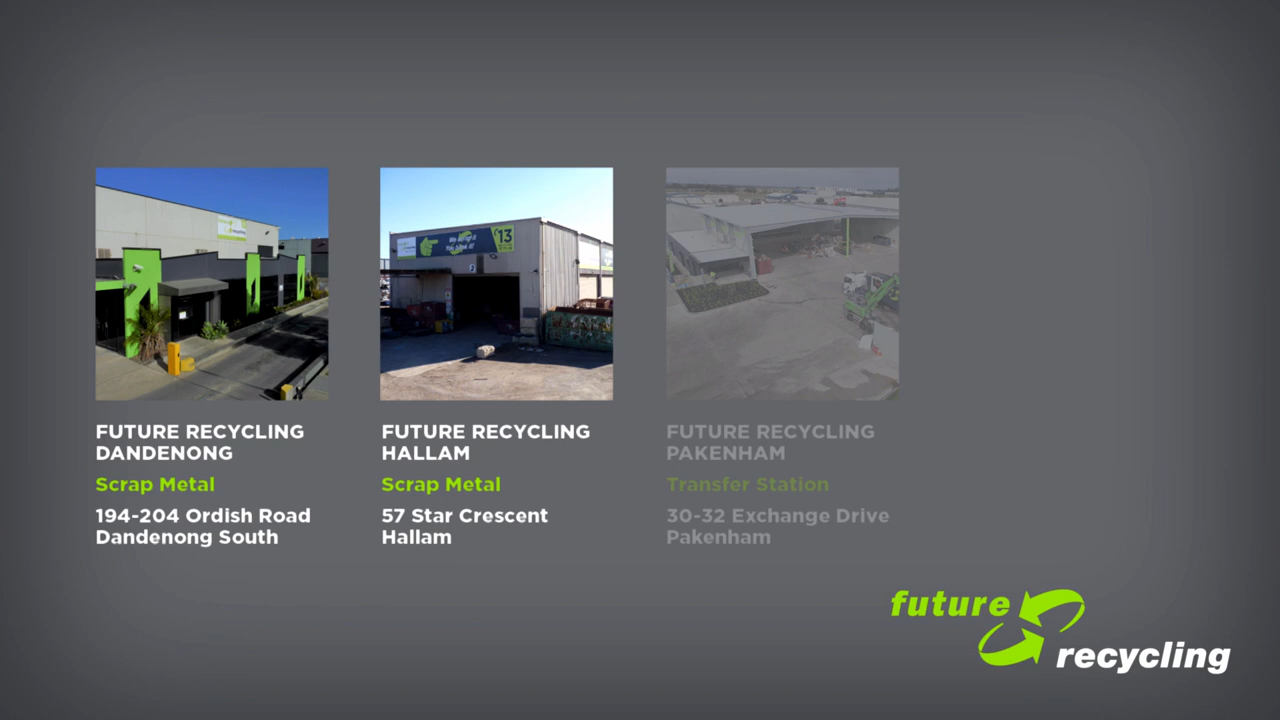 FUTURE RECYCLING
DANDENONG
Scrap Metal
194-204 Ordish Road
Dandenong South
FUTURE RECYCLING
HALLAM
Scrap Metal
57 Star Crescent
Hallam
FUTURE RECYCLING
PAKENHAM
Transfer Station
30-32 Exchange Drive
Pakenham
13
future
recycling